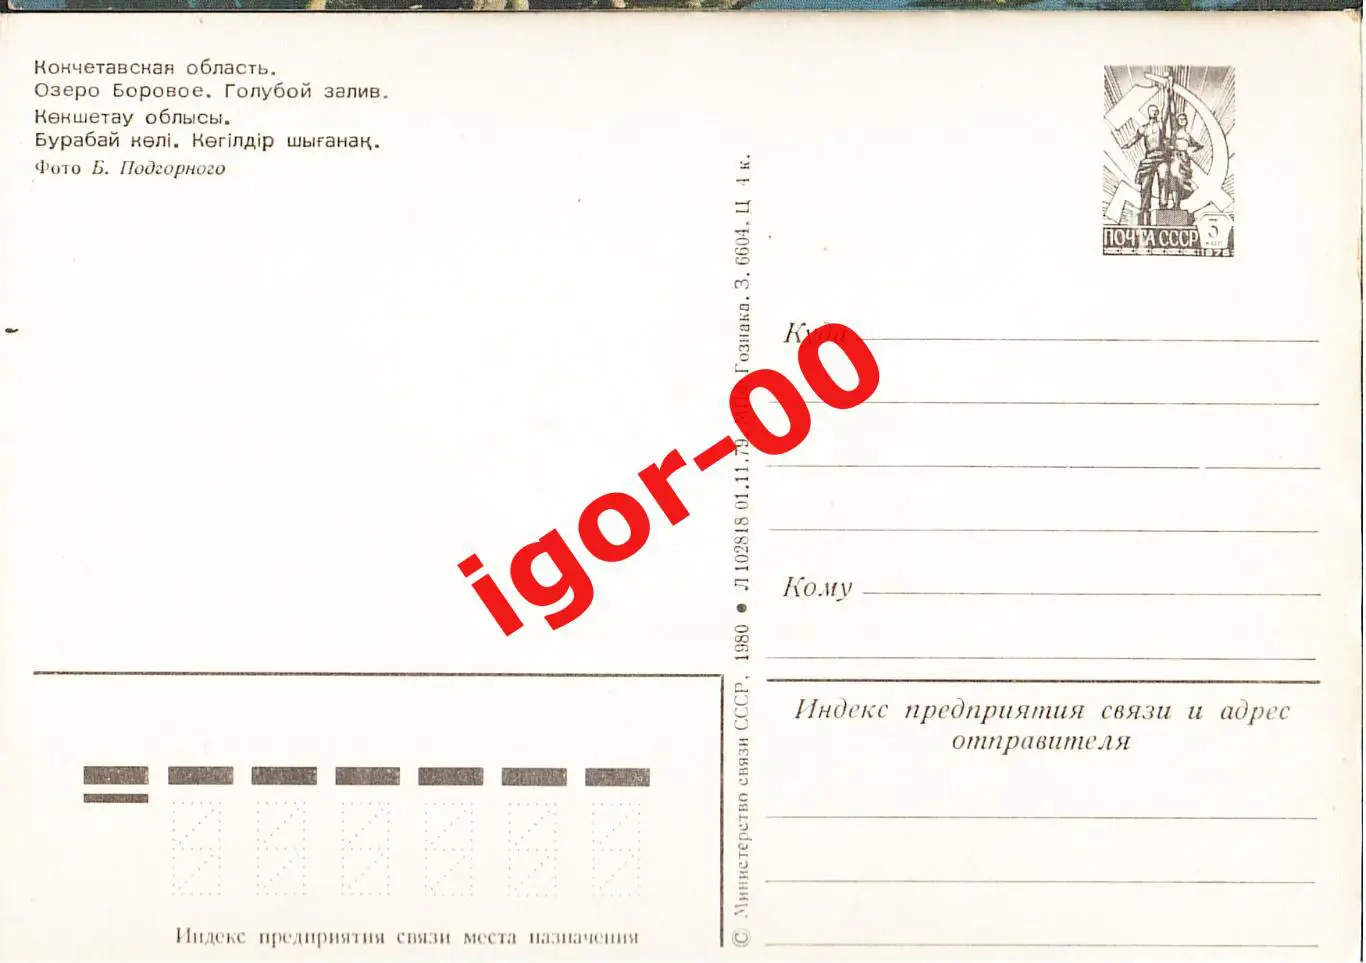 Кокчетавская область.
Озеро Боровое. Голубой залив.
Көкшетау облысы.
Бурабай көлі. Көгілдір шығанақ.
Фото Б. Подгорного
ПОЧТА СССР
3
коп
1976
© Министерство связи СССР, 1980 ● Л 102818 01.11.79. Гознака. З. 6604. Ц 4 к.
igor-00
Куда
Кому
Индекс предприятия связи и адрес
отправителя
Индекс предприятия связи места назначения